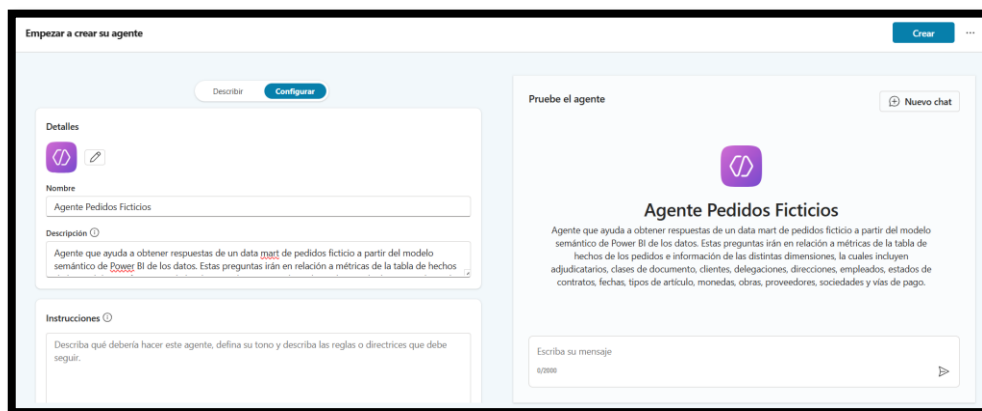 Empezar a crear su agente
Crear
...
Describir
Configurar
Detalles
Nombre
Agente Pedidos Ficticios
Descripción
Agente que ayuda a obtener respuestas de un data mart de pedidos ficticio a partir del modelo
semántico de Power BI de los datos. Estas preguntas irán en relación a métricas de la tabla de hechos
Instrucciones
Describa qué debería hacer este agente, defina su tono y describa las reglas o directrices que debe
seguir.
Pruebe el agente
Nuevo chat
Agente Pedidos Ficticios
Agente que ayuda a obtener respuestas de un data mart de pedidos ficticio a partir del modelo
semántico de Power BI de los datos. Estas preguntas irán en relación a métricas de la tabla de
hechos de los pedidos e información de las distintas dimensiones, la cuales incluyen
adjudicatarios, clases de documento, clientes, delegaciones, direcciones, empleados, estados de
contratos, fechas, tipos de artículo, monedas, obras, proveedores, sociedades y vías de pago.
Escriba su mensaje
0/2000